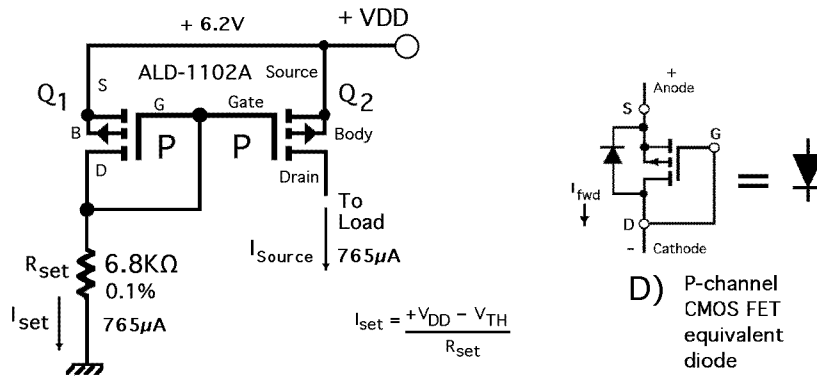 + 6.2V
+ VDD
ALD-1102A
Source
Q1
S
G
Gate
Q2
B
P
P
Body
D
Drain
To
Load
Rset
6.8KΩ
0.1%
ISource
765µA
Iset
765µA
Iset = +VDD − VTH
Rset
+
Anode
S
G
=
Ifwd
D
−
Cathode
D) P-channel
CMOS FET
equivalent
diode